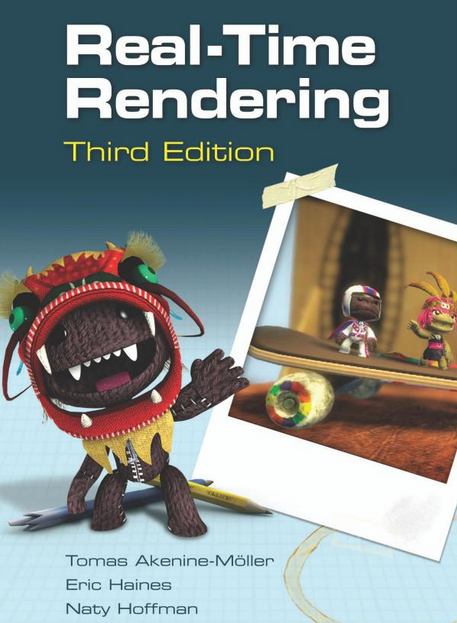 Real-Time
Rendering
Third Edition
Tomas Akenine-Möller
Eric Haines
Naty Hoffman